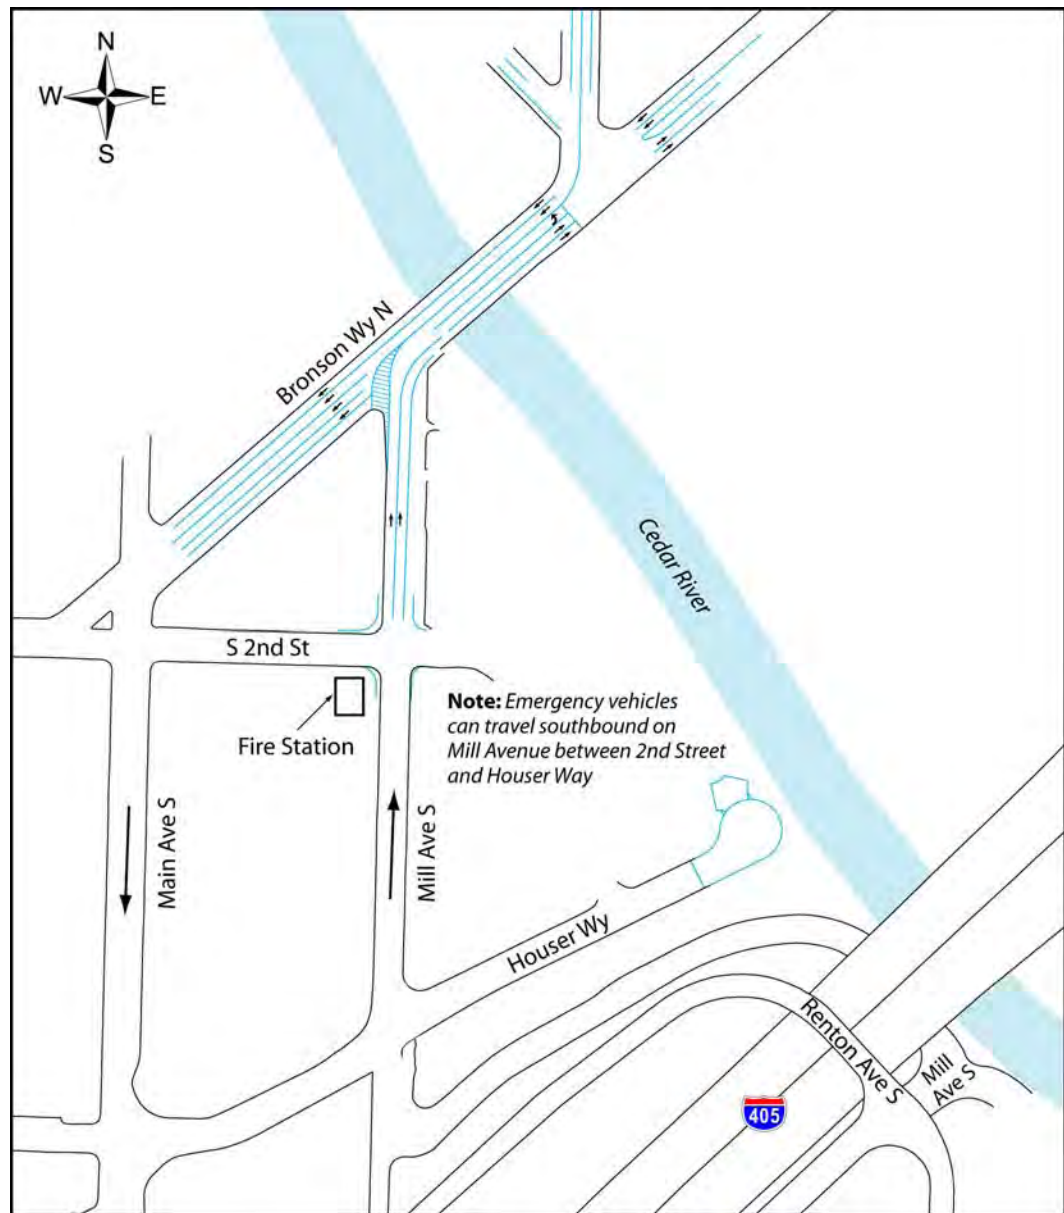 N
W E
S
Bronson Wy N
Cedar River
S 2nd St
Fire Station
Note: Emergency vehicles
can travel southbound on
Mill Avenue between 2nd Street
and Houser Way
Main Ave S
Mill Ave S
Houser Wy
Renton Ave S
Mill
Ave S
405